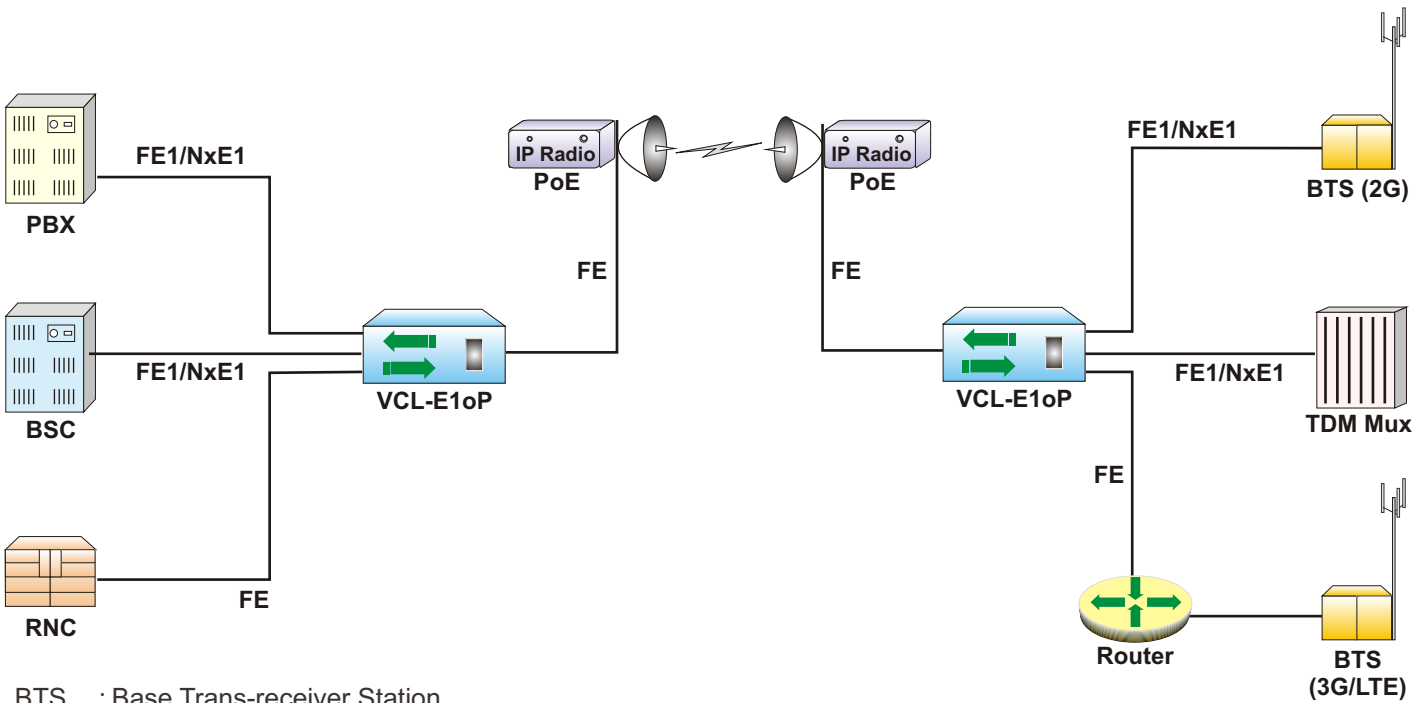 PBX
FE1/NxE1
BSC
FE1/NxE1
RNC
FE
VCL-E1oP
FE
IP Radio
PoE
IP Radio
PoE
FE
VCL-E1oP
FE1/NxE1
BTS (2G)
FE1/NxE1
TDM Mux
FE
Router
BTS
(3G/LTE)
BTS : Base Trans-receiver Station